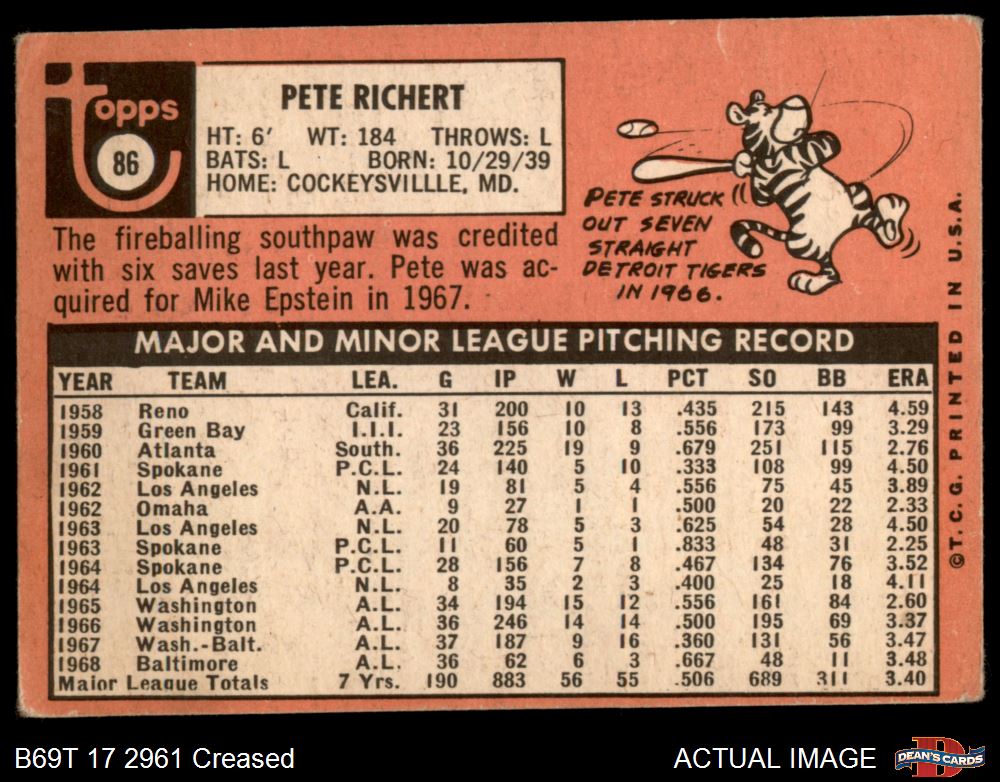 topps
86
PETE RICHERT
HT: 6' WT: 184 THROWS: L
BATS: L BORN: 10/29/39
HOME: COCKEYSVILLLE, MD.
The fireballing southpaw was credited
with six saves last year. Pete was ac-
quired for Mike Epstein in 1967.
PETE STRUCK
OUT SEVEN
STRAIGHT
DETROIT TIGERS
IN 1966.
MAJOR AND MINOR LEAGUE PITCHING RECORD
YEAR TEAM LEA. G IP W L PCT SO BB ERA
1958 Reno Calif. 31 200 10 13 .435 215 143 4.59
1959 Green Bay I.I.I. 23 156 10 8 .556 173 99 3.29
1960 Atlanta South. 36 225 19 9 .679 251 115 2.76
1961 Spokane P.C.L. 24 140 5 10 .333 108 99 4.50
1962 Los Angeles N.L. 19 81 5 4 .556 75 45 3.89
1962 Omaha A.A. 9 27 1 1 .500 20 22 2.33
1963 Los Angeles N.L. 20 78 5 3 .625 54 28 4.50
1963 Spokane P.C.L. 11 60 5 1 .833 48 31 2.25
1964 Spokane P.C.L. 28 156 7 8 .467 134 76 3.52
1964 Los Angeles N.L. 8 35 2 3 .400 25 18 4.11
1965 Washington A.L. 34 194 15 12 .556 161 84 2.60
1966 Washington A.L. 36 246 14 14 .500 195 69 3.37
1967 Wash.-Balt. A.L. 37 187 9 16 .360 131 56 3.47
1968 Baltimore A.L. 36 62 6 3 .667 48 11 3.48
Major League Totals 7 Yrs. 190 883 56 55 .506 689 311 3.40
©T.C.G. PRINTED IN U.S.A.
B69T 17 2961 Creased
ACTUAL IMAGE
D
DEAN'S CARDS